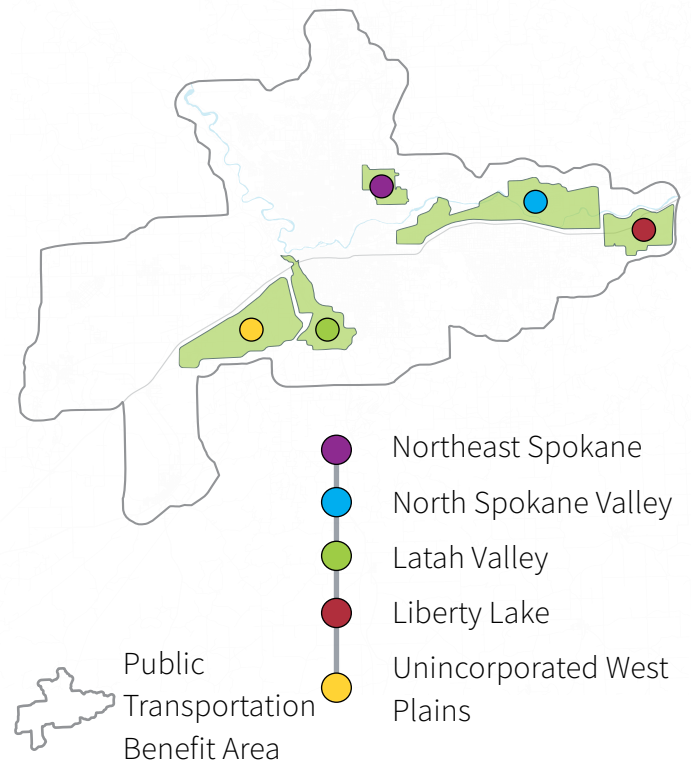 Northeast Spokane
North Spokane Valley
Latah Valley
Liberty Lake
Unincorporated West
Plains
Public
Transportation
Benefit Area